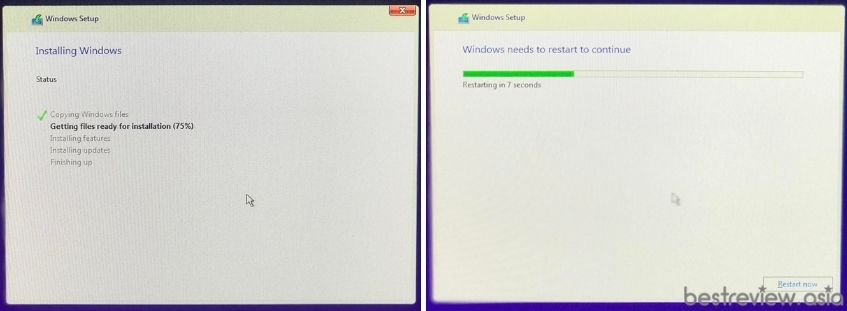 Windows Setup
Installing Windows
Status
Copying Windows files
Getting files ready for installation (75%)
Installing features
Installing updates
Finishing up
Windows Setup
Windows needs to restart to continue
Restarting in 7 seconds
Restart now
bestreview.asia